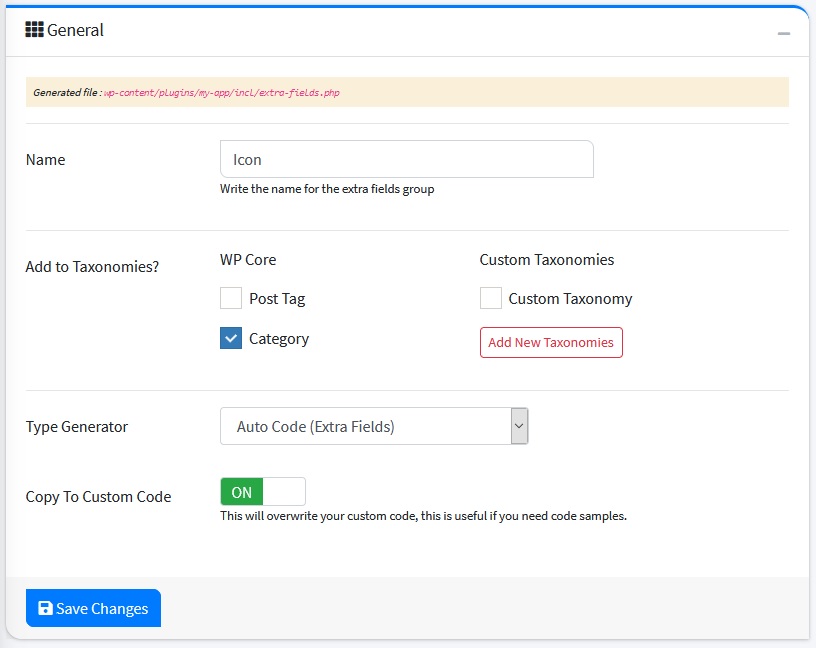 General
Generated file : wp-content/plugins/my-app/incl/extra-fields.php
Name
Icon
Write the name for the extra fields group
Add to Taxonomies?
WP Core
Custom Taxonomies
Post Tag
Custom Taxonomy
Category
Add New Taxonomies
Type Generator
Auto Code (Extra Fields)
Copy To Custom Code
ON
This will overwrite your custom code, this is useful if you need code samples.
Save Changes